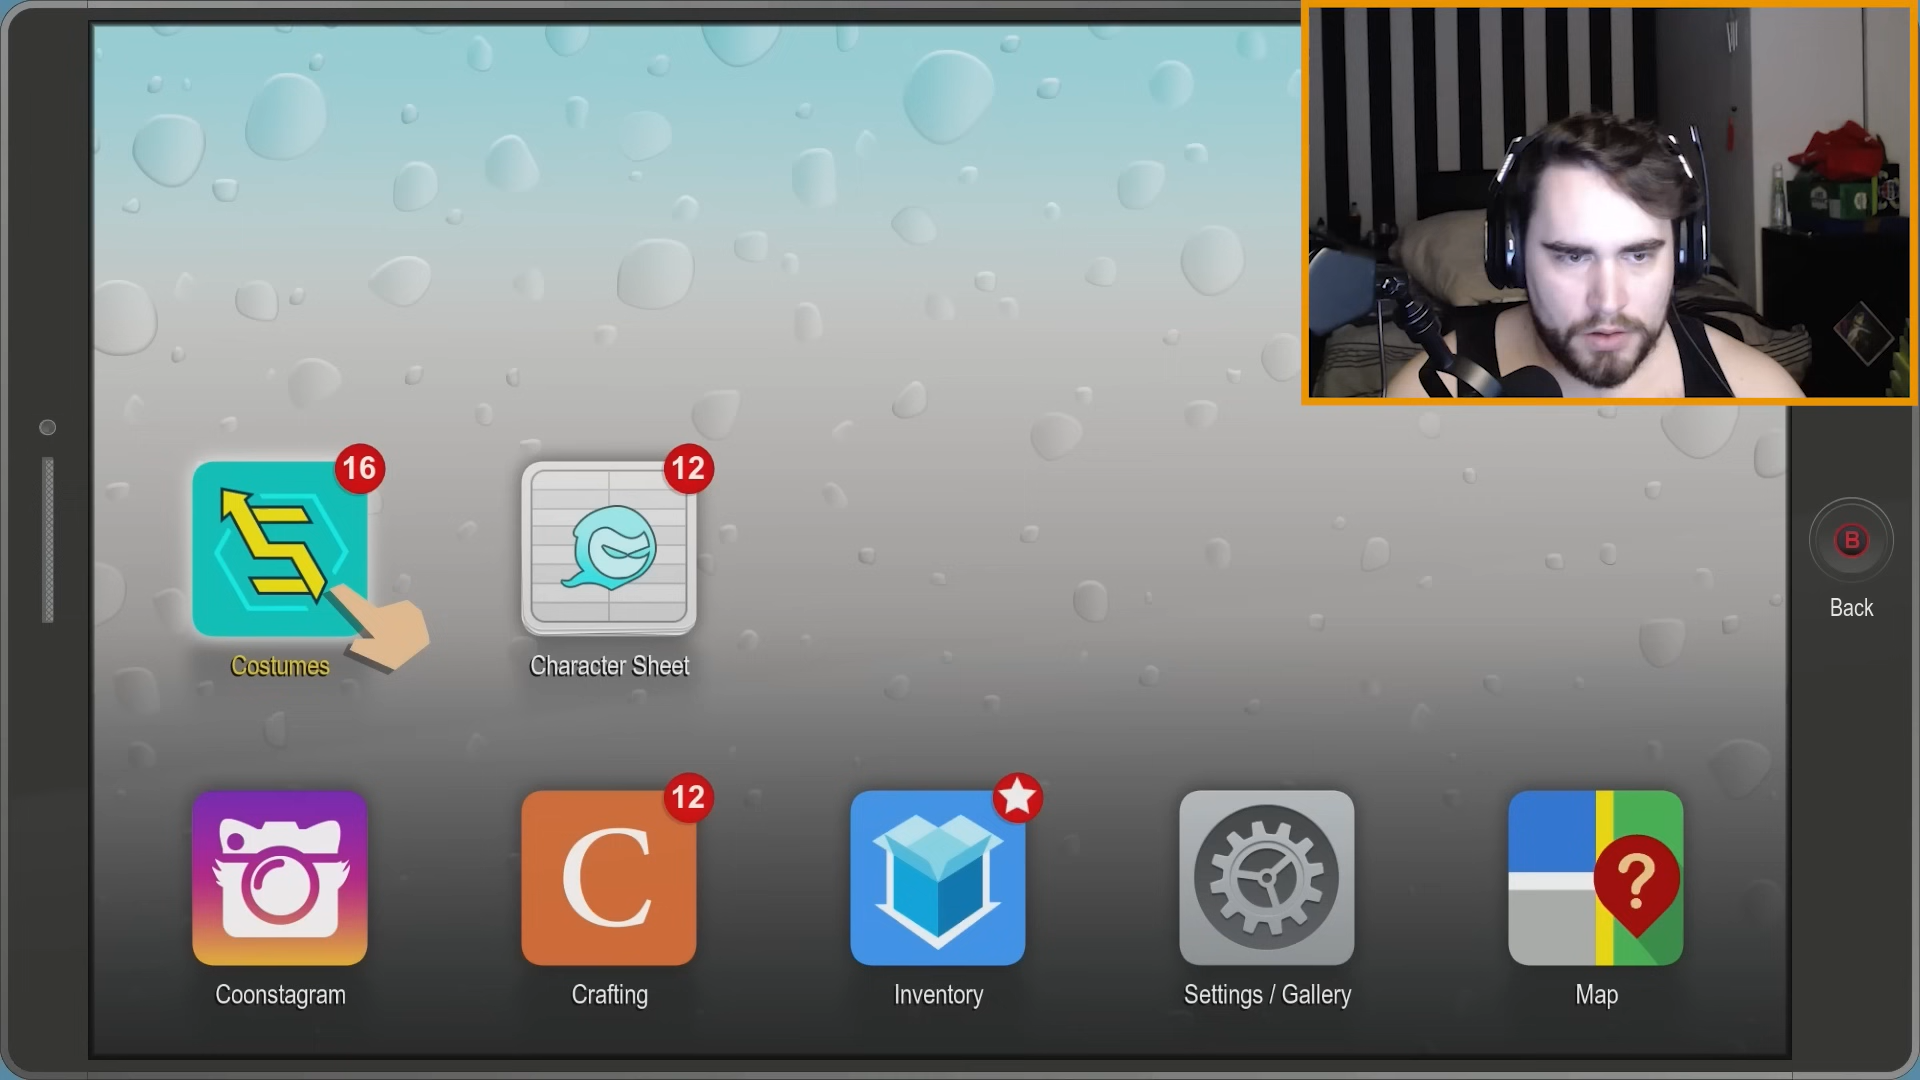 16
12
Costumes
Character Sheet
B
Back
12
C
?
Coonstagram
Crafting
Inventory
Settings / Gallery
Map